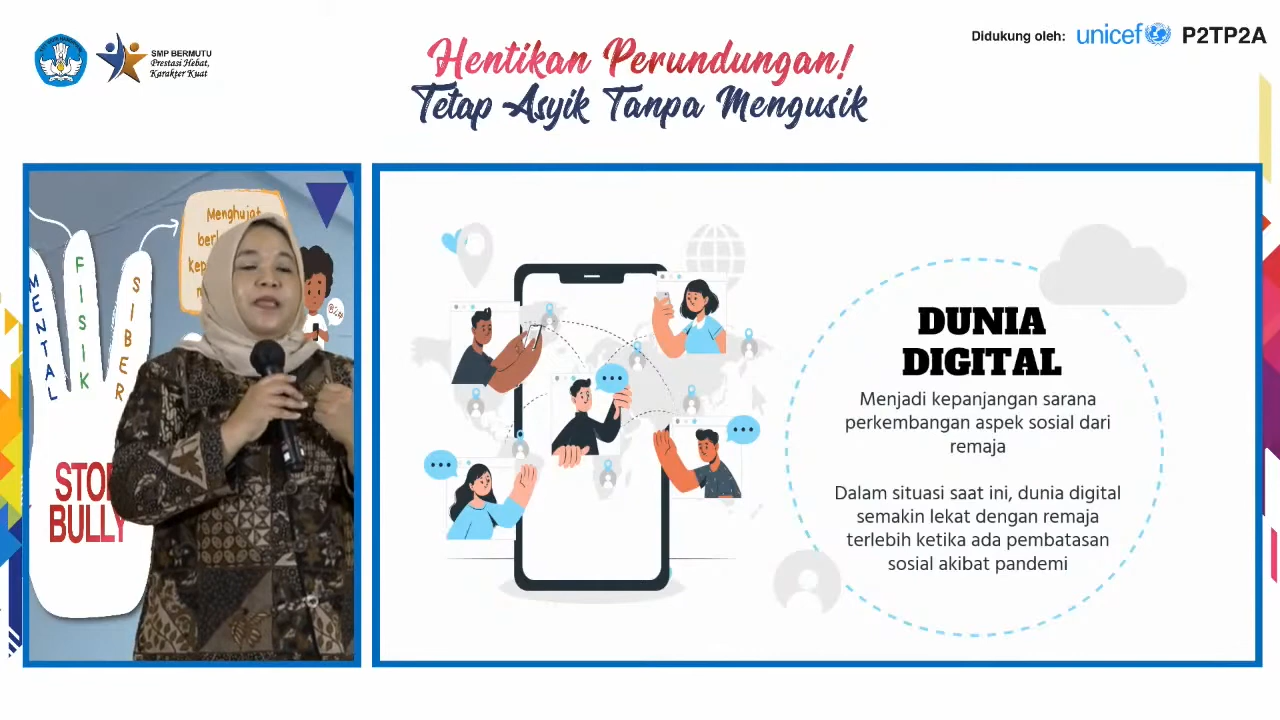 SMP BERMUTU
Prestasi Hebat,
Karakter Kuat
Hentikan Perundungan!
Tetap Asyik Tanpa Mengusik
Didukung oleh: unicef P2TP2A
Menghujat
MENTAL
FISIK
SIBER
STOP
BULLY
DUNIA
DIGITAL
Menjadi kepanjangan sarana
perkembangan aspek sosial dari
remaja
Dalam situasi saat ini, dunia digital
semakin lekat dengan remaja
terlebih ketika ada pembatasan
sosial akibat pandemi